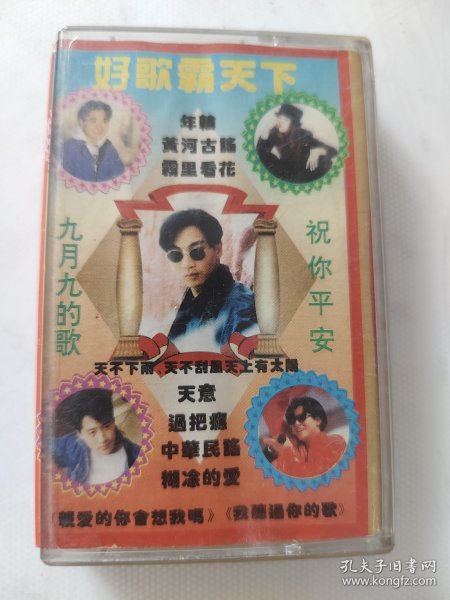 好歌霸天下
年輪
黃河古謠
霧里看花
九月九的歌
祝你平安
天不下雨、天不刮風天上有太陽
天意
過把癮
中華民謠
糊涂的愛
《親愛的你會想我嗎》《我聽過你的歌》
孔夫子旧书网
www.kongfz.com